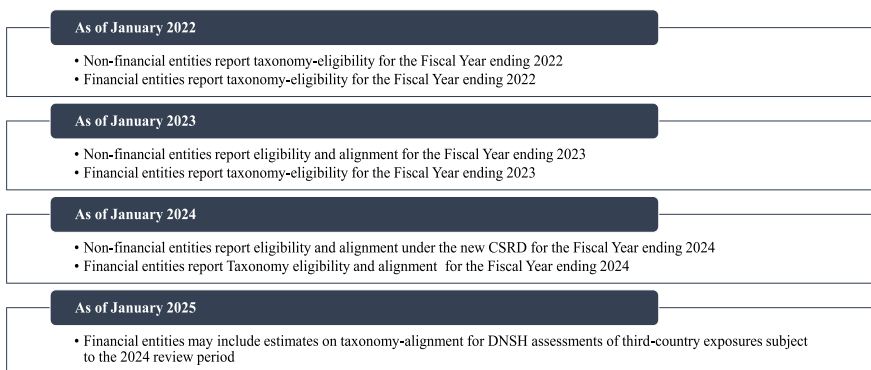 As of January 2022
• Non-financial entities report taxonomy-eligibility for the Fiscal Year ending 2022
• Financial entities report taxonomy-eligibility for the Fiscal Year ending 2022
As of January 2023
• Non-financial entities report eligibility and alignment for the Fiscal Year ending 2023
• Financial entities report taxonomy-eligibility for the Fiscal Year ending 2023
As of January 2024
• Non-financial entities report eligibility and alignment under the new CSRD for the Fiscal Year ending 2024
• Financial entities report Taxonomy eligibility and alignment for the Fiscal Year ending 2024
As of January 2025
• Financial entities may include estimates on taxonomy-alignment for DNSH assessments of third-country exposures subject
to the 2024 review period